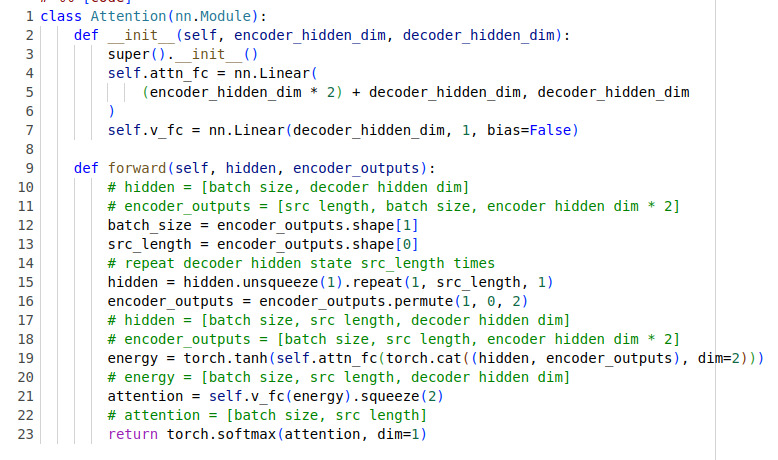 # %% [code]
1 class Attention(nn.Module):
2     def __init__(self, encoder_hidden_dim, decoder_hidden_dim):
3         super().__init__()
4         self.attn_fc = nn.Linear(
5             (encoder_hidden_dim * 2) + decoder_hidden_dim, decoder_hidden_dim
6         )
7         self.v_fc = nn.Linear(decoder_hidden_dim, 1, bias=False)
8
9     def forward(self, hidden, encoder_outputs):
10         # hidden = [batch size, decoder hidden dim]
11         # encoder_outputs = [src length, batch size, encoder hidden dim * 2]
12         batch_size = encoder_outputs.shape[1]
13         src_length = encoder_outputs.shape[0]
14         # repeat decoder hidden state src_length times
15         hidden = hidden.unsqueeze(1).repeat(1, src_length, 1)
16         encoder_outputs = encoder_outputs.permute(1, 0, 2)
17         # hidden = [batch size, src length, decoder hidden dim]
18         # encoder_outputs = [batch size, src length, encoder hidden dim * 2]
19         energy = torch.tanh(self.attn_fc(torch.cat((hidden, encoder_outputs), dim=2)))
20         # energy = [batch size, src length, decoder hidden dim]
21         attention = self.v_fc(energy).squeeze(2)
22         # attention = [batch size, src length]
23         return torch.softmax(attention, dim=1)